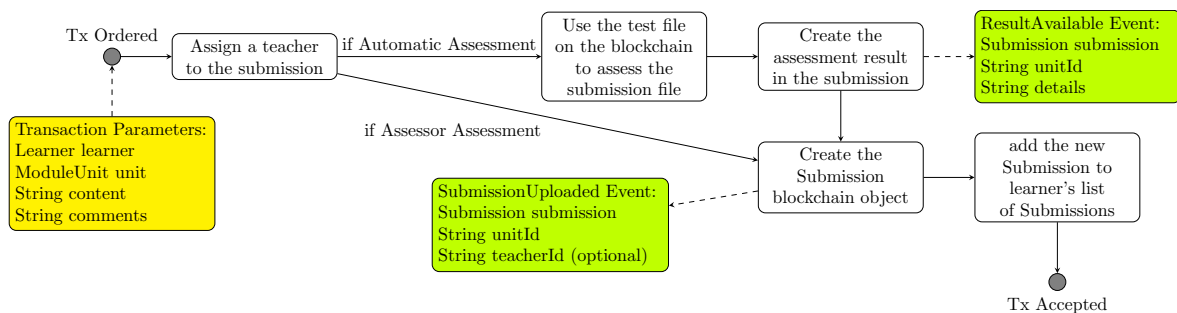 Tx Ordered
Assign a teacher
to the submission
if Automatic Assessment
Use the test file
on the blockchain
to assess the
submission file
Create the
assessment result
in the submission
ResultAvailable Event:
Submission submission
String unitId
String details
Transaction Parameters:
Learner learner
ModuleUnit unit
String content
String comments
if Assessor Assessment
SubmissionUploaded Event:
Submission submission
String unitId
String teacherId (optional)
Create the
Submission
blockchain object
add the new
Submission to
learner's list
of Submissions
Tx Accepted